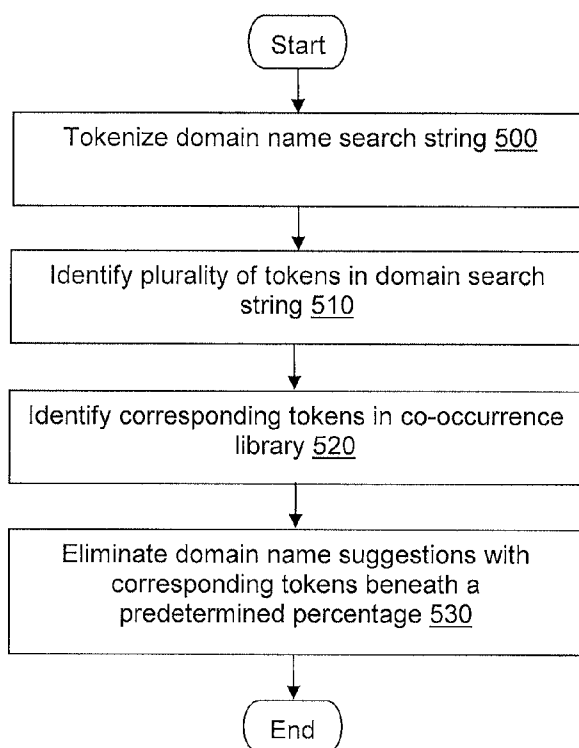 Start
Tokenize domain name search string 500
Identify plurality of tokens in domain search
string 510
Identify corresponding tokens in co-occurrence
library 520
Eliminate domain name suggestions with
corresponding tokens beneath a
predetermined percentage 530
End